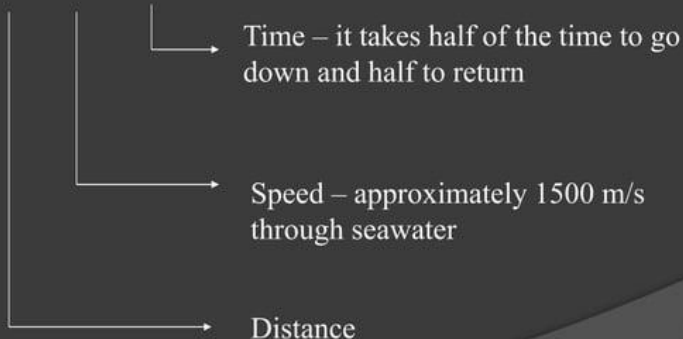 Time – it takes half of the time to go
down and half to return
Speed – approximately 1500 m/s
through seawater
Distance